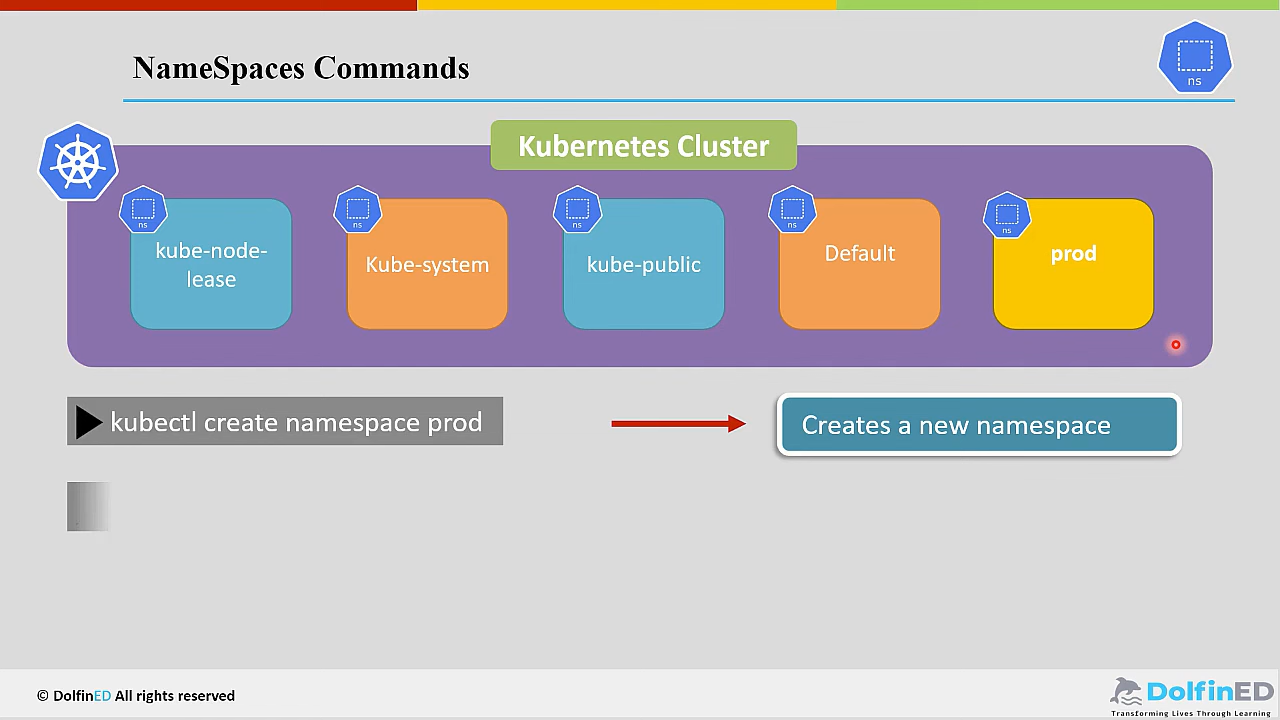 NameSpaces Commands
ns
Kubernetes Cluster
ns
ns
ns
ns
ns
kube-node-
lease
Kube-system
kube-public
Default
prod
kubectl create namespace prod
Creates a new namespace
© DolfinED All rights reserved
DolfinED
Transforming Lives Through Learning